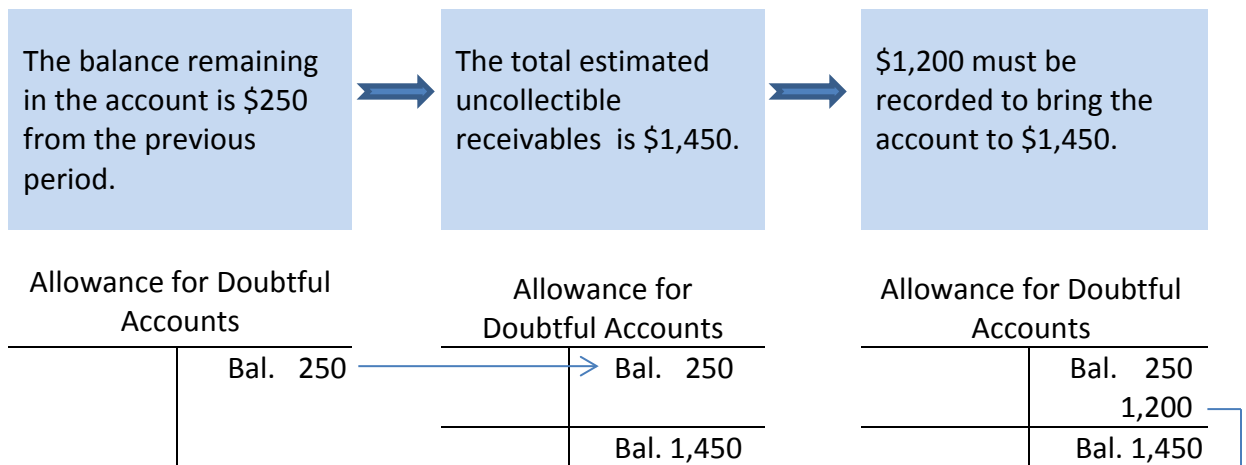 The balance remaining
in the account is $250
from the previous
period.
The total estimated
uncollectible
receivables is $1,450.
$1,200 must be
recorded to bring the
account to $1,450.
Allowance for Doubtful
Accounts
Bal. 250
Allowance for
Doubtful Accounts
Bal. 250
Bal. 1,450
Allowance for Doubtful
Accounts
Bal. 250
1,200
Bal. 1,450